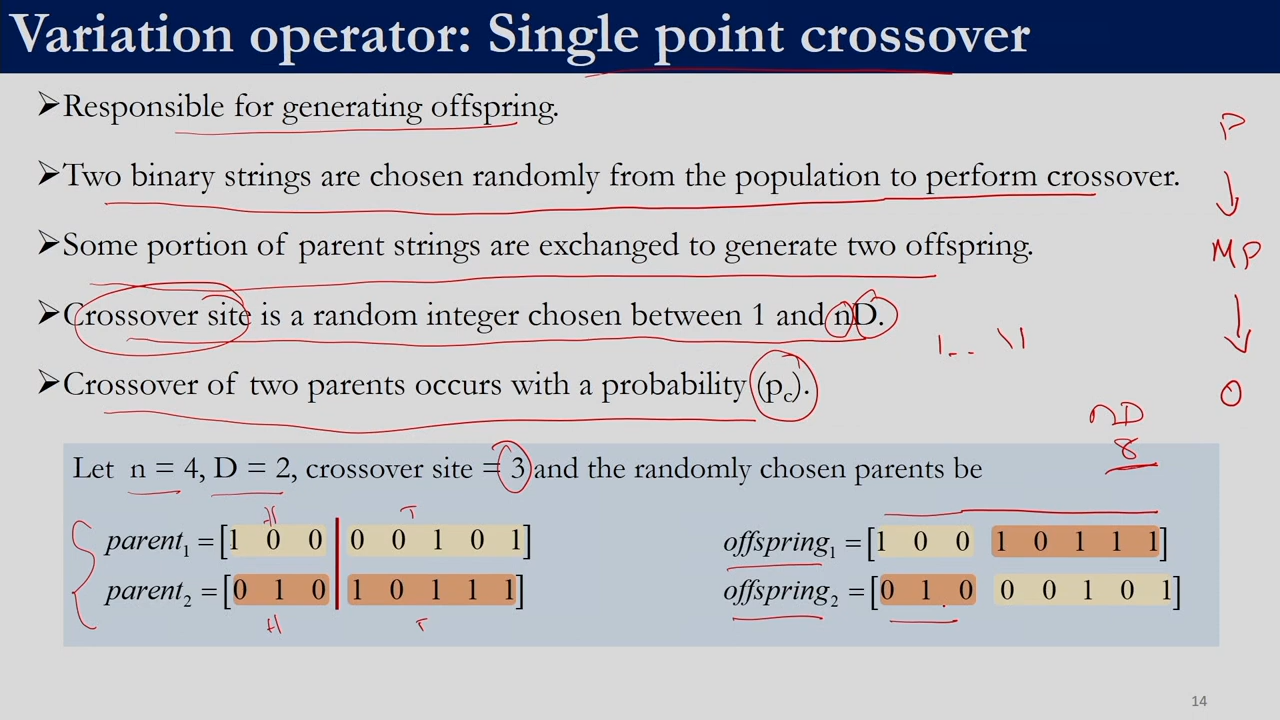 Variation operator: Single point crossover
➤Responsible for generating offspring.
➤Two binary strings are chosen randomly from the population to perform crossover.
➤Some portion of parent strings are exchanged to generate two offspring.
➤Crossover site is a random integer chosen between 1 and nD.
➤Crossover of two parents occurs with a probability (pc).
P
MP
O
nD
8
Let n = 4, D = 2, crossover site = 3 and the randomly chosen parents be
H T
parent1 = [1 0 0 0 0 1 0 1]
parent2 = [0 1 0 1 0 1 1 1]
H T
offspring1 = [1 0 0 1 0 1 1 1]
offspring2 = [0 1 0 0 0 1 0 1]
14